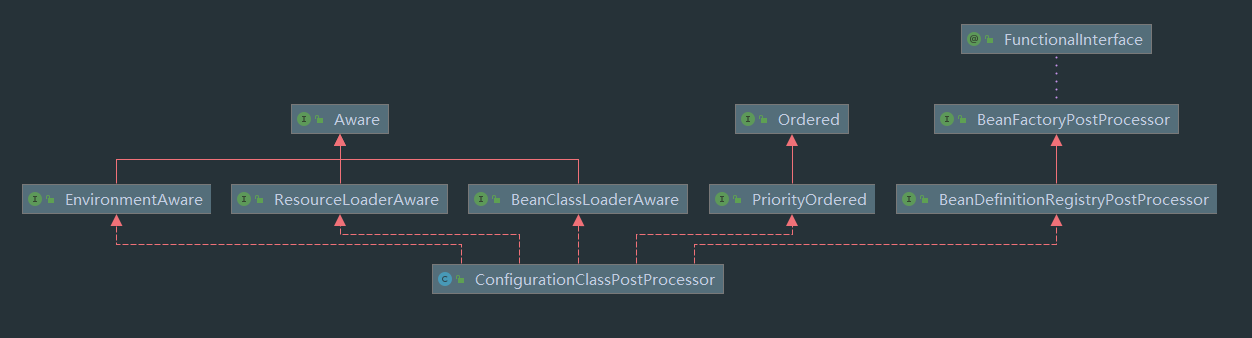 FunctionalInterface
Aware
Ordered
BeanFactoryPostProcessor
EnvironmentAware
ResourceLoaderAware
BeanClassLoaderAware
PriorityOrdered
BeanDefinitionRegistryPostProcessor
ConfigurationClassPostProcessor